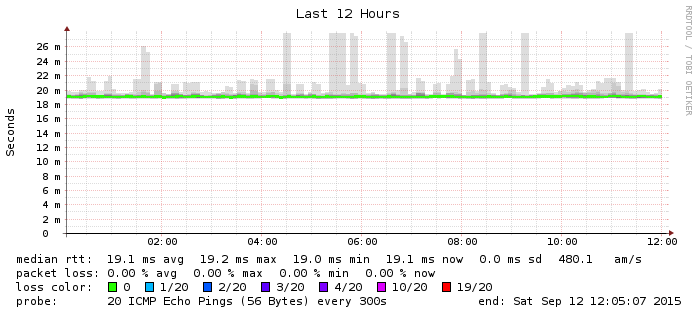 Last 12 Hours
RRDTOOL / TOBI OETIKER
Seconds
26 m
24 m
22 m
20 m
18 m
16 m
14 m
12 m
10 m
8 m
6 m
4 m
2 m
0
02:00 04:00 06:00 08:00 10:00 12:00
median rtt: 19.1 ms avg 19.2 ms max 19.0 ms min 19.1 ms now 0.0 ms sd 480.1 am/s
packet loss: 0.00 % avg 0.00 % max 0.00 % min 0.00 % now
loss color: 0 1/20 2/20 3/20 4/20 10/20 19/20
probe: 20 ICMP Echo Pings (56 Bytes) every 300s end: Sat Sep 12 12:05:07 2015